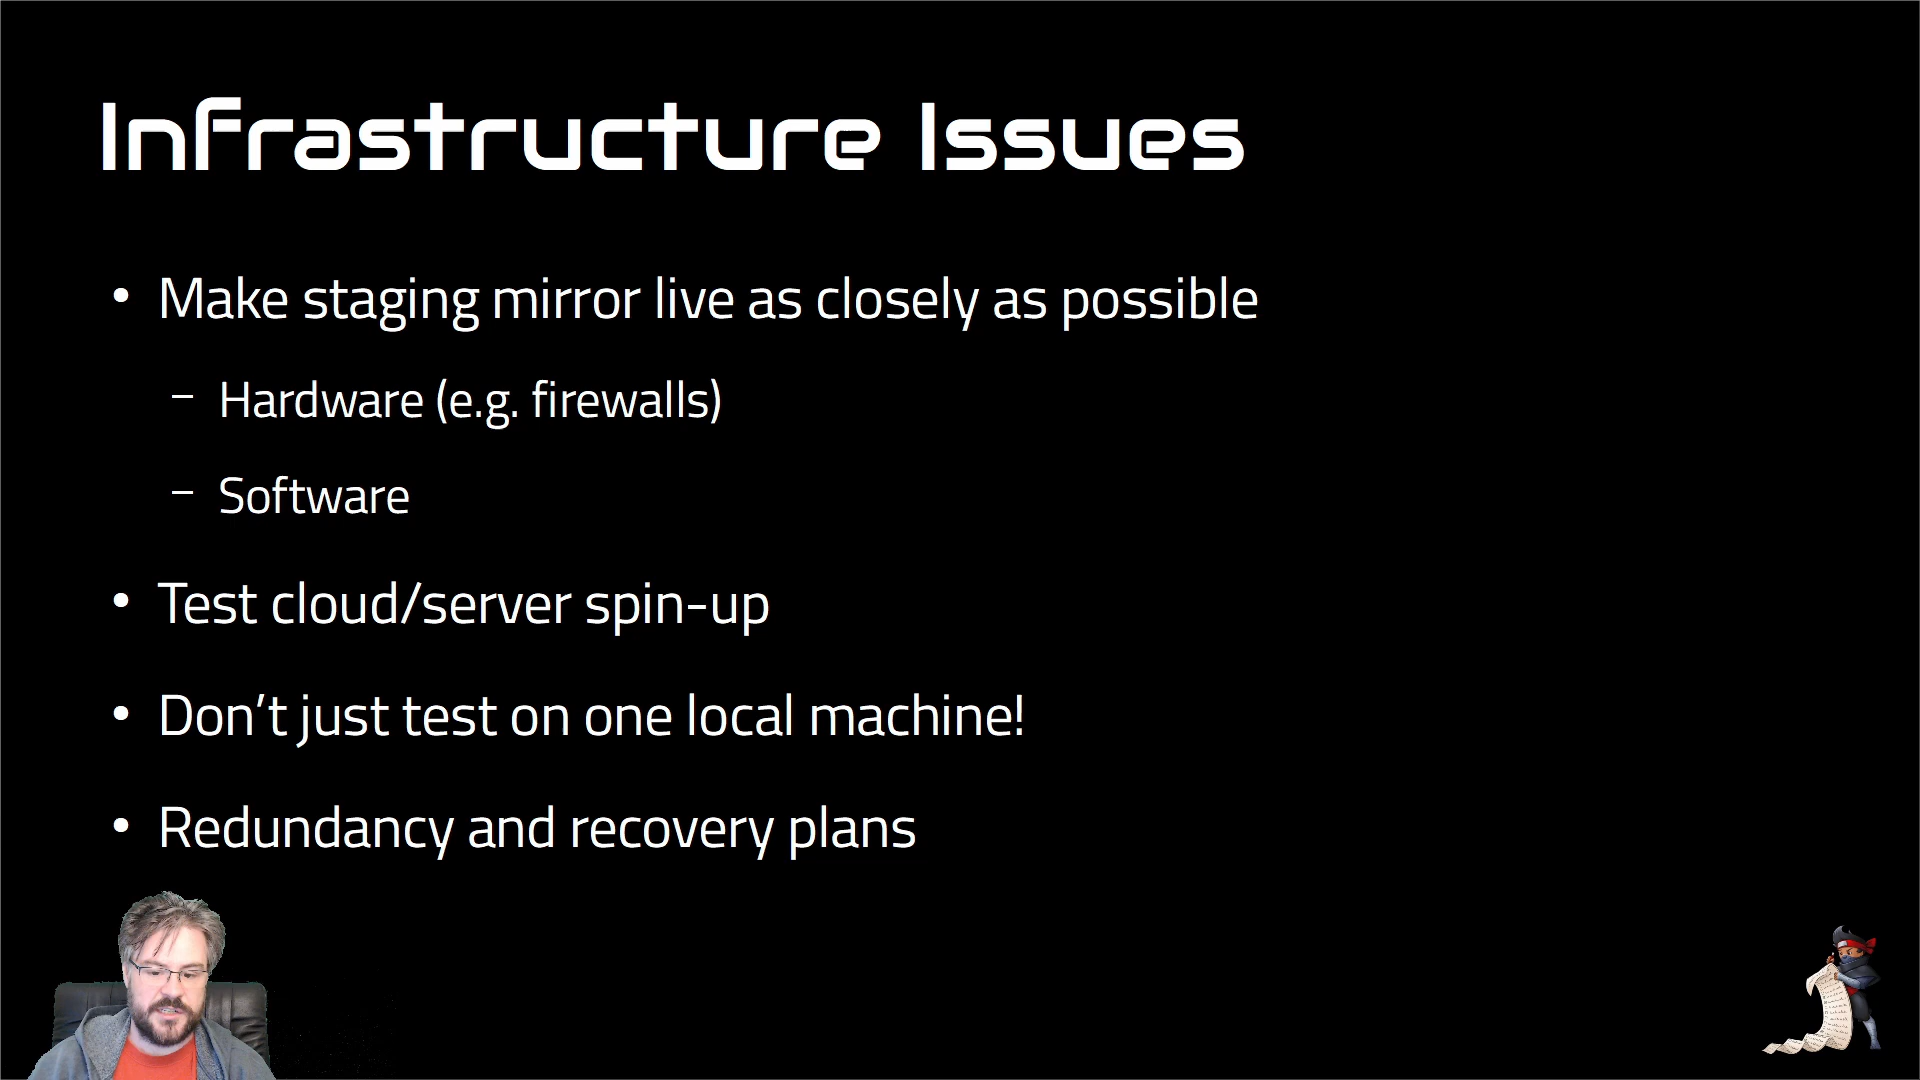 Infrastructure Issues
• Make staging mirror live as closely as possible
– Hardware (e.g. firewalls)
– Software
• Test cloud/server spin-up
• Don’t just test on one local machine!
• Redundancy and recovery plans